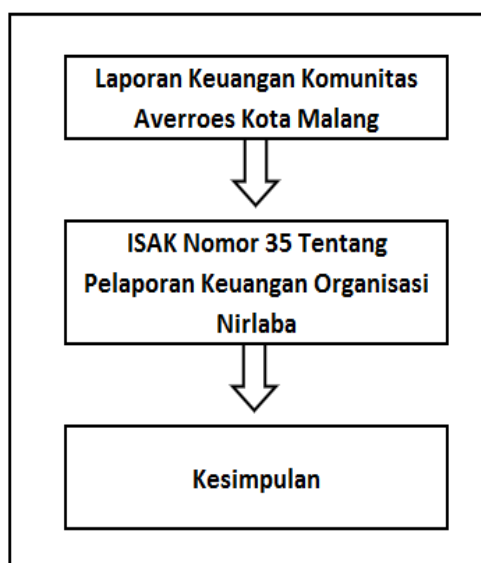 Laporan Keuangan Komunitas
Averroes Kota Malang
ISAK Nomor 35 Tentang
Pelaporan Keuangan Organisasi
Nirlaba
Kesimpulan